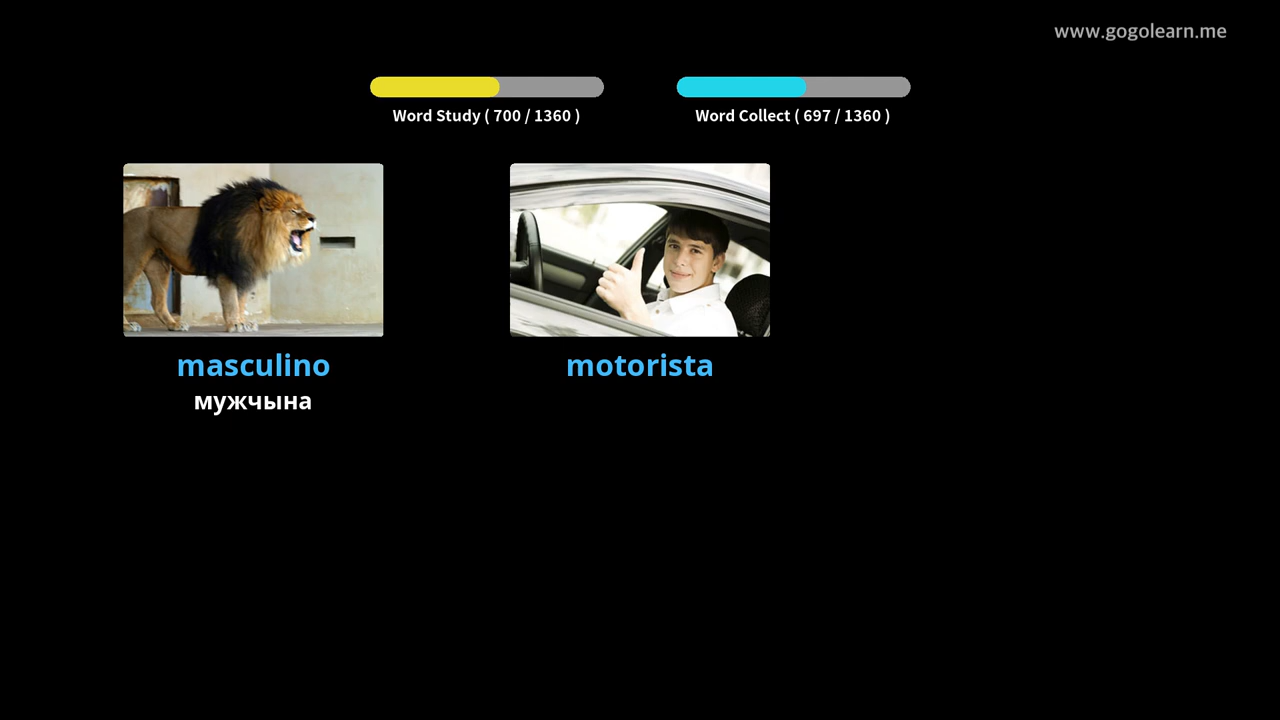 www.gogolearn.me
Word Study ( 700 / 1360 )
Word Collect ( 697 / 1360 )
masculino
мужчына
motorista